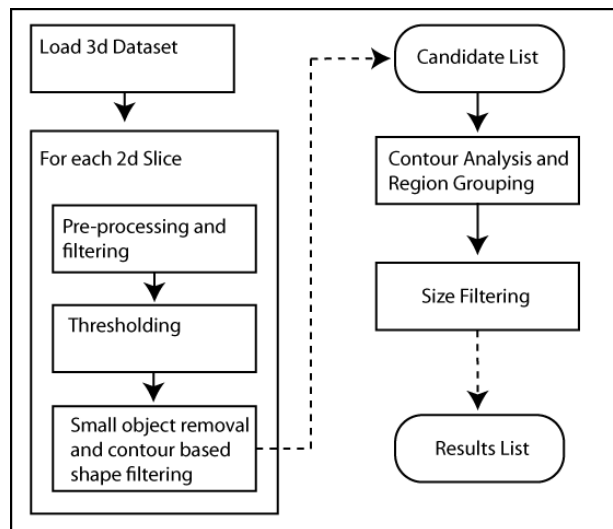 Load 3d Dataset
For each 2d Slice
Pre-processing and
filtering
Thresholding
Small object removal
and contour based
shape filtering
Candidate List
Contour Analysis and
Region Grouping
Size Filtering
Results List